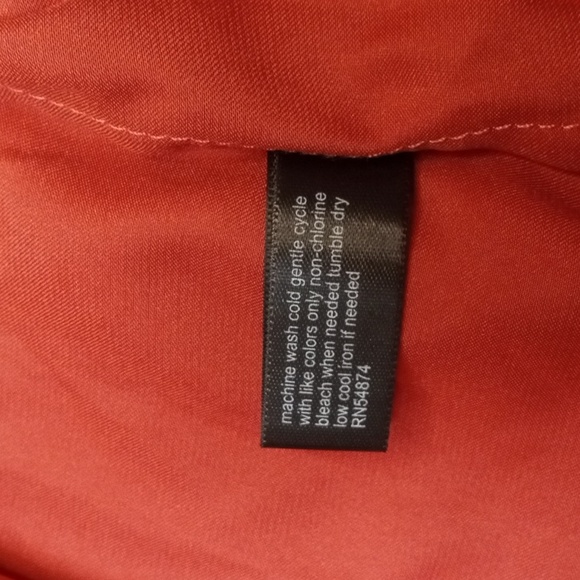 machine wash cold gentle cycle
with like colors only non-chlorine
bleach when needed tumble dry
low cool iron if needed
RN54874